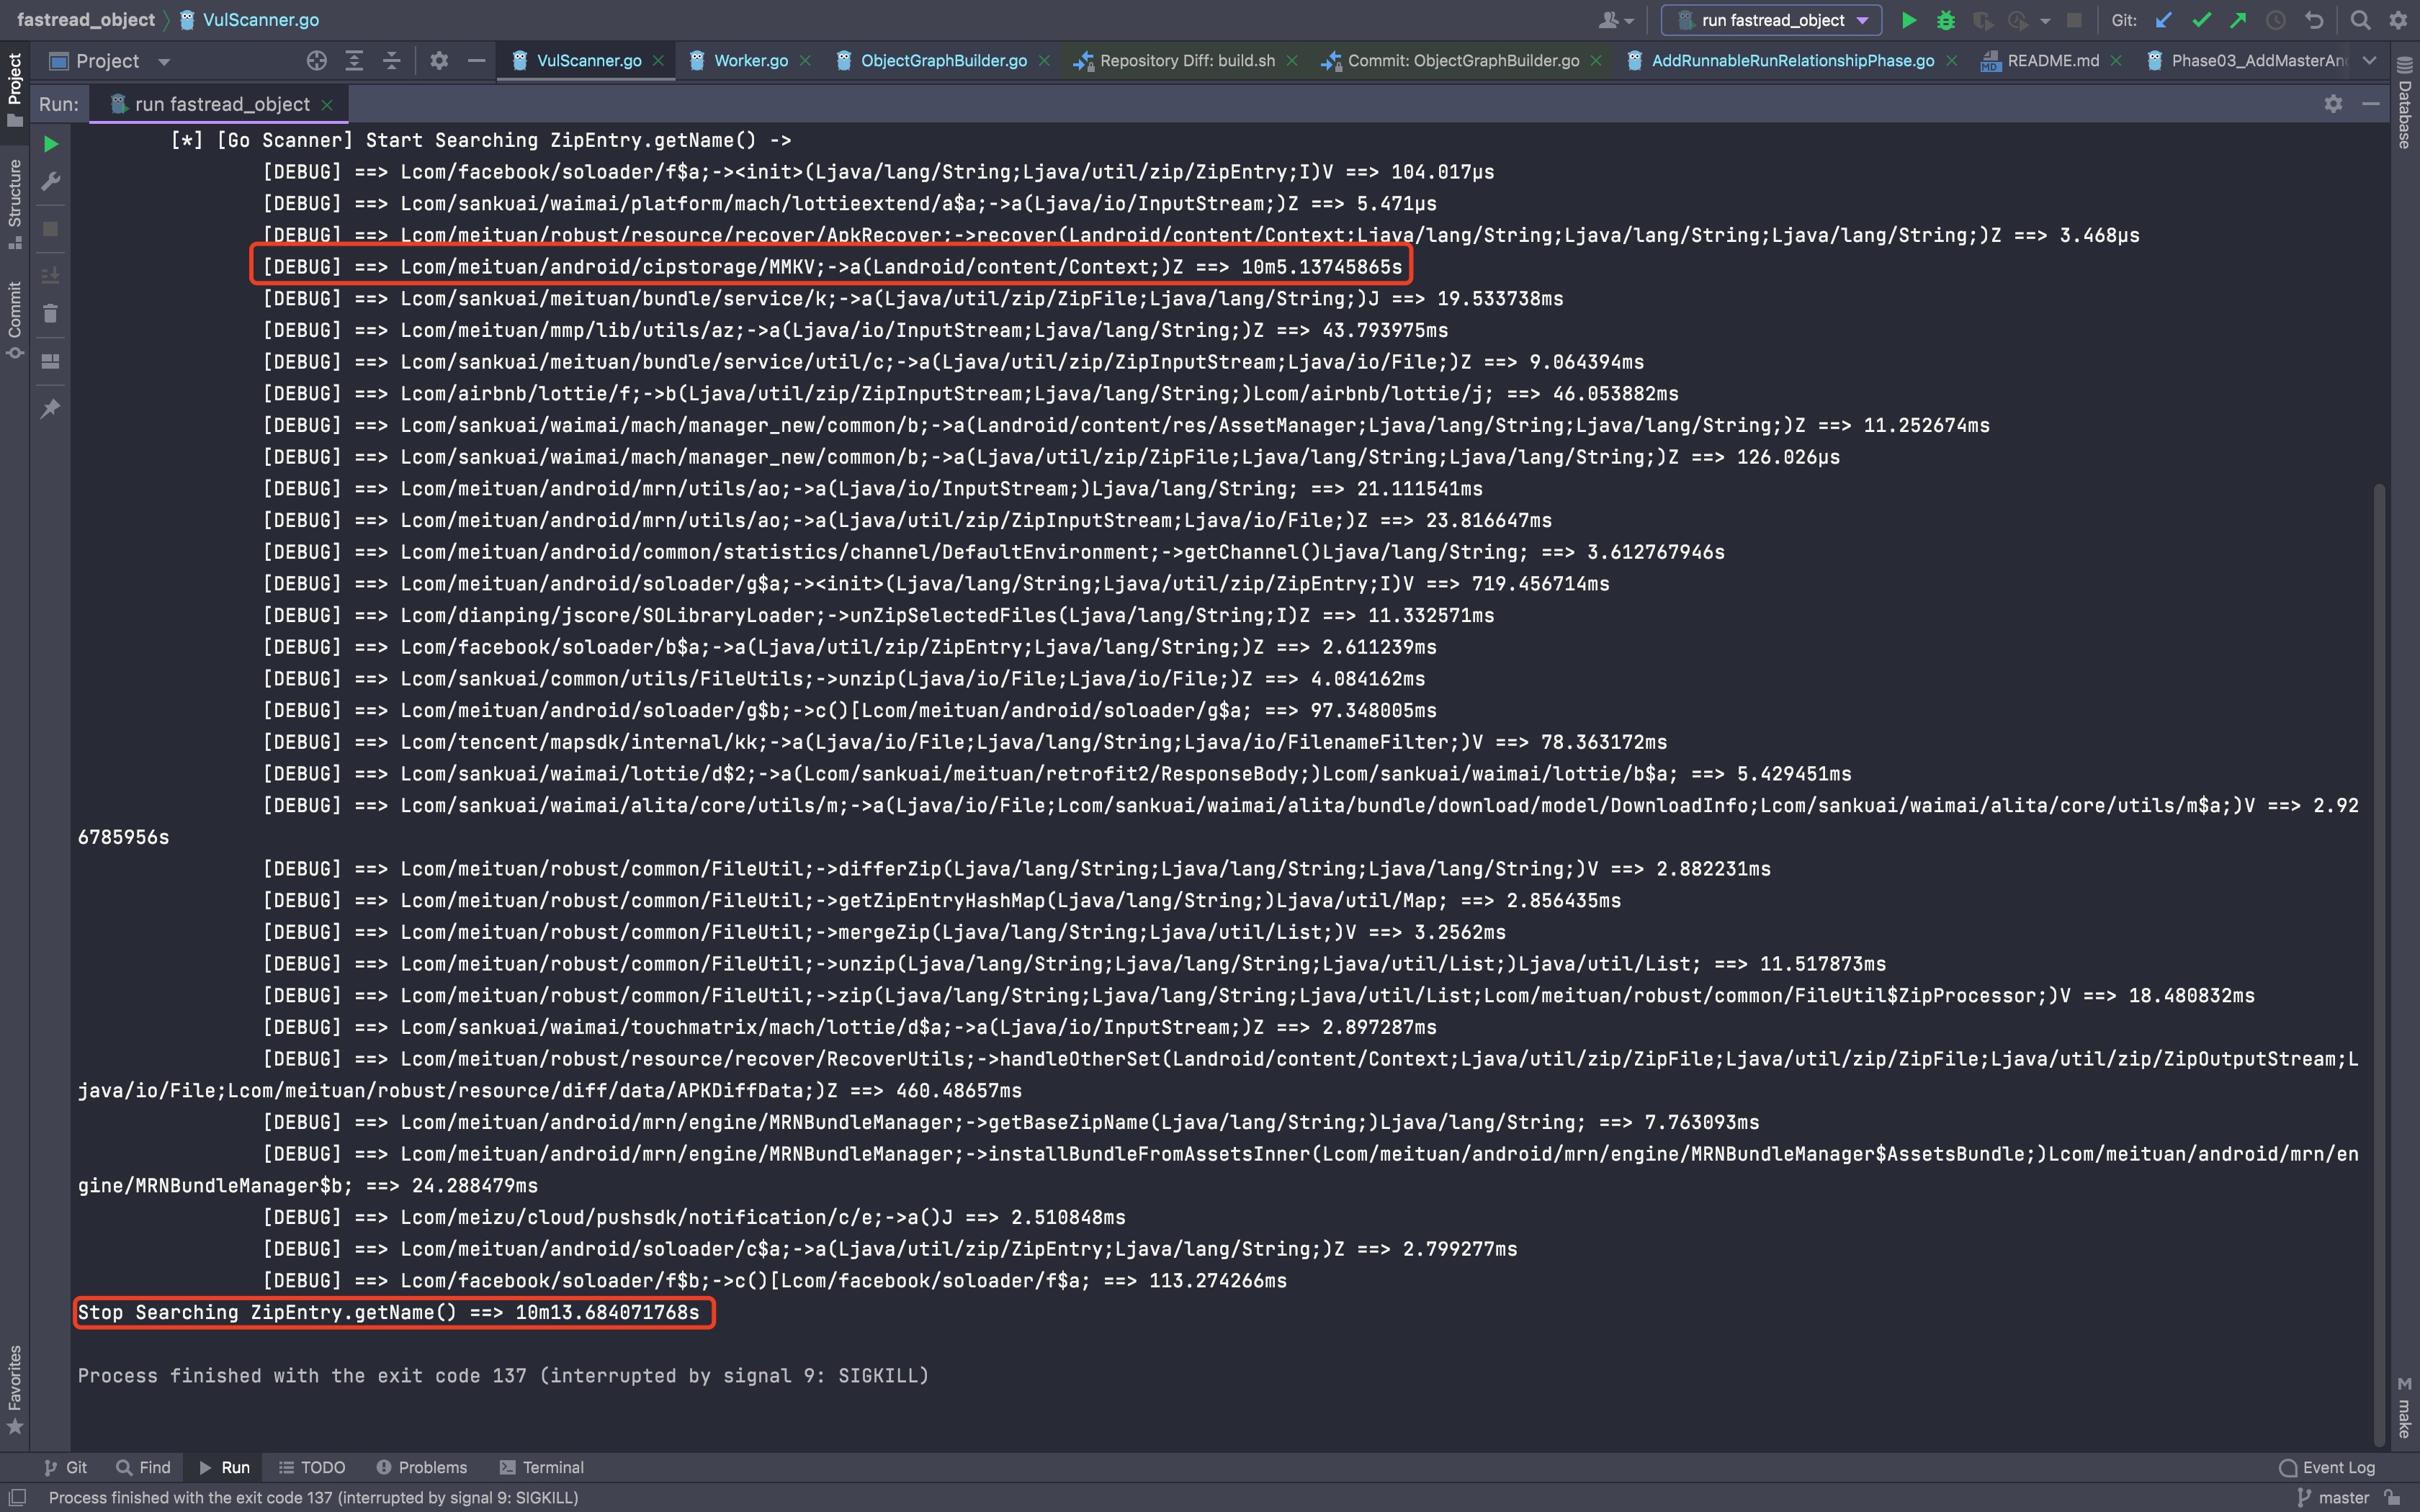 fastread_object
VulScanner.go
run fastread_object
Git:
Project
VulScanner.go
Worker.go
ObjectGraphBuilder.go
Repository Diff: build.sh
Commit: ObjectGraphBuilder.go
AddRunnableRunRelationshipPhase.go
README.md
Phase03_AddMasterAn
Run:
run fastread_object
Project
Structure
Commit
Favorites
Database
make
[*] [Go Scanner] Start Searching ZipEntry.getName() ->
[DEBUG] ==> Lcom/facebook/soloader/f$a;-><init>(Ljava/lang/String;Ljava/util/zip/ZipEntry;I)V ==> 104.017µs
[DEBUG] ==> Lcom/sankuai/waimai/platform/mach/lottieextend/a$a;->a(Ljava/io/InputStream;)Z ==> 5.471µs
[DEBUG] ==> Lcom/meituan/robust/resource/recover/ApkRecover;->recover(Landroid/content/Context;Ljava/lang/String;Ljava/lang/String;Ljava/lang/String;)Z ==> 3.468µs
[DEBUG] ==> Lcom/meituan/android/cipstorage/MMKV;->a(Landroid/content/Context;)Z ==> 10m5.13745865s
[DEBUG] ==> Lcom/sankuai/meituan/bundle/service/k;->a(Ljava/util/zip/ZipFile;Ljava/lang/String;)J ==> 19.533738ms
[DEBUG] ==> Lcom/meituan/mmp/lib/utils/az;->a(Ljava/io/InputStream;Ljava/lang/String;)Z ==> 43.793975ms
[DEBUG] ==> Lcom/sankuai/meituan/bundle/service/util/c;->a(Ljava/util/zip/ZipInputStream;Ljava/io/File;)Z ==> 9.064394ms
[DEBUG] ==> Lcom/airbnb/lottie/f;->b(Ljava/util/zip/ZipInputStream;Ljava/lang/String;)Lcom/airbnb/lottie/j; ==> 46.053882ms
[DEBUG] ==> Lcom/sankuai/waimai/mach/manager_new/common/b;->a(Landroid/content/res/AssetManager;Ljava/lang/String;Ljava/lang/String;)Z ==> 11.252674ms
[DEBUG] ==> Lcom/sankuai/waimai/mach/manager_new/common/b;->a(Ljava/util/zip/ZipFile;Ljava/lang/String;Ljava/lang/String;)Z ==> 126.026µs
[DEBUG] ==> Lcom/meituan/android/mrn/utils/ao;->a(Ljava/io/InputStream;)Ljava/lang/String; ==> 21.111541ms
[DEBUG] ==> Lcom/meituan/android/mrn/utils/ao;->a(Ljava/util/zip/ZipInputStream;Ljava/io/File;)Z ==> 23.816647ms
[DEBUG] ==> Lcom/meituan/android/common/statistics/channel/DefaultEnvironment;->getChannel()Ljava/lang/String; ==> 3.612767946s
[DEBUG] ==> Lcom/meituan/android/soloader/g$a;-><init>(Ljava/lang/String;Ljava/util/zip/ZipEntry;I)V ==> 719.456714ms
[DEBUG] ==> Lcom/dianping/jscore/SOLibraryLoader;->unZipSelectedFiles(Ljava/lang/String;I)Z ==> 11.332571ms
[DEBUG] ==> Lcom/facebook/soloader/b$a;->a(Ljava/util/zip/ZipEntry;Ljava/lang/String;)Z ==> 2.611239ms
[DEBUG] ==> Lcom/sankuai/common/utils/FileUtils;->unzip(Ljava/io/File;Ljava/io/File;)Z ==> 4.084162ms
[DEBUG] ==> Lcom/meituan/android/soloader/g$b;->c()[Lcom/meituan/android/soloader/g$a; ==> 97.348005ms
[DEBUG] ==> Lcom/tencent/mapsdk/internal/kk;->a(Ljava/io/File;Ljava/lang/String;Ljava/io/FilenameFilter;)V ==> 78.363172ms
[DEBUG] ==> Lcom/sankuai/waimai/lottie/d$2;->a(Lcom/sankuai/meituan/retrofit2/ResponseBody;)Lcom/sankuai/waimai/lottie/b$a; ==> 5.429451ms
[DEBUG] ==> Lcom/sankuai/waimai/alita/core/utils/m;->a(Ljava/io/File;Lcom/sankuai/waimai/alita/bundle/download/model/DownloadInfo;Lcom/sankuai/waimai/alita/core/utils/m$a;)V ==> 2.92
6785956s
[DEBUG] ==> Lcom/meituan/robust/common/FileUtil;->differZip(Ljava/lang/String;Ljava/lang/String;Ljava/lang/String;)V ==> 2.882231ms
[DEBUG] ==> Lcom/meituan/robust/common/FileUtil;->getZipEntryHashMap(Ljava/lang/String;)Ljava/util/Map; ==> 2.856435ms
[DEBUG] ==> Lcom/meituan/robust/common/FileUtil;->mergeZip(Ljava/lang/String;Ljava/util/List;)V ==> 3.2562ms
[DEBUG] ==> Lcom/meituan/robust/common/FileUtil;->unzip(Ljava/lang/String;Ljava/lang/String;Ljava/util/List;)Ljava/util/List; ==> 11.517873ms
[DEBUG] ==> Lcom/meituan/robust/common/FileUtil;->zip(Ljava/lang/String;Ljava/lang/String;Ljava/util/List;Lcom/meituan/robust/common/FileUtil$ZipProcessor;)V ==> 18.480832ms
[DEBUG] ==> Lcom/sankuai/waimai/touchmatrix/mach/lottie/d$a;->a(Ljava/io/InputStream;)Z ==> 2.897287ms
[DEBUG] ==> Lcom/meituan/robust/resource/recover/RecoverUtils;->handleOtherSet(Landroid/content/Context;Ljava/util/zip/ZipFile;Ljava/util/zip/ZipFile;Ljava/util/zip/ZipOutputStream;L
java/io/File;Lcom/meituan/robust/resource/diff/data/APKDiffData;)Z ==> 460.48657ms
[DEBUG] ==> Lcom/meituan/android/mrn/engine/MRNBundleManager;->getBaseZipName(Ljava/lang/String;)Ljava/lang/String; ==> 7.763093ms
[DEBUG] ==> Lcom/meituan/android/mrn/engine/MRNBundleManager;->installBundleFromAssetsInner(Lcom/meituan/android/mrn/engine/MRNBundleManager$AssetsBundle;)Lcom/meituan/android/mrn/en
gine/MRNBundleManager$b; ==> 24.288479ms
[DEBUG] ==> Lcom/meizu/cloud/pushsdk/notification/c/e;->a()J ==> 2.510848ms
[DEBUG] ==> Lcom/meituan/android/soloader/c$a;->a(Ljava/util/zip/ZipEntry;Ljava/lang/String;)Z ==> 2.799277ms
[DEBUG] ==> Lcom/facebook/soloader/f$b;->c()[Lcom/facebook/soloader/f$a; ==> 113.274266ms
Stop Searching ZipEntry.getName() ==> 10m13.684071768s
Process finished with the exit code 137 (interrupted by signal 9: SIGKILL)
Git
Find
Run
TODO
Problems
Terminal
Event Log
Process finished with the exit code 137 (interrupted by signal 9: SIGKILL)
master